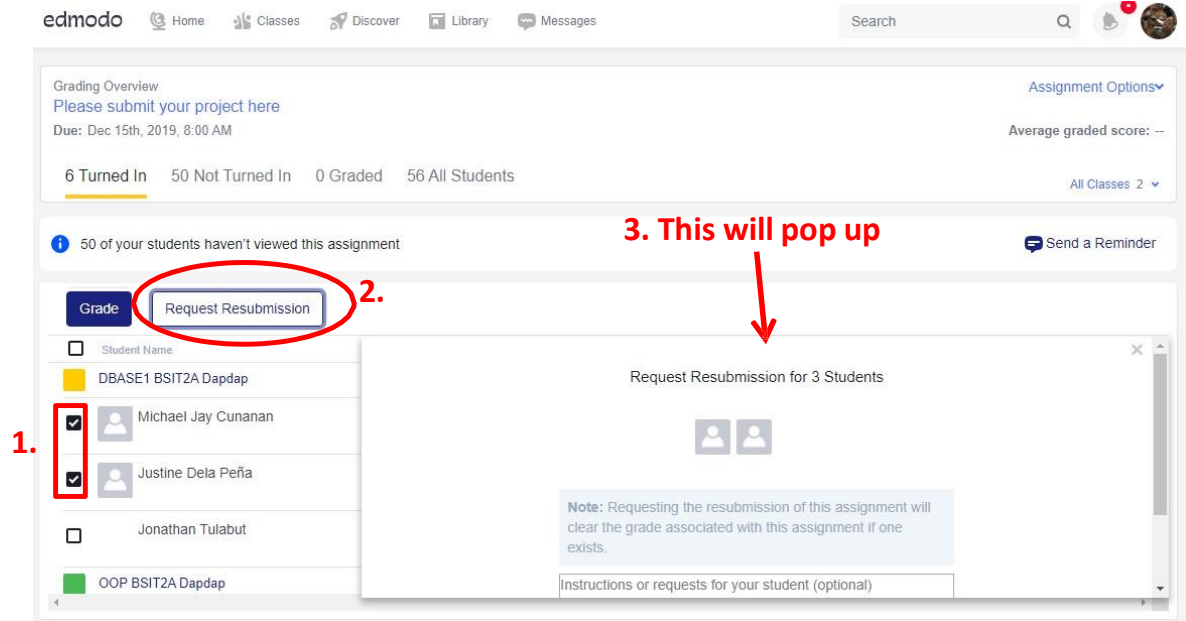 edmodo Home Classes Discover Library Messages Search
Grading Overview
Assignment Options
Please submit your project here
Due: Dec 15th, 2019, 8:00 AM
Average graded score: --
6 Turned In 50 Not Turned In 0 Graded 56 All Students
All Classes 2
50 of your students haven't viewed this assignment
3. This will pop up
Send a Reminder
Grade
Request Resubmission
2.
Student Name
DBASE1 BSIT2A Dapdap
1.
Michael Jay Cunanan
Justine Dela Peña
Jonathan Tulabut
OOP BSIT2A Dapdap
Request Resubmission for 3 Students
Note: Requesting the resubmission of this assignment will
clear the grade associated with this assignment if one
exists.
Instructions or requests for your student (optional)